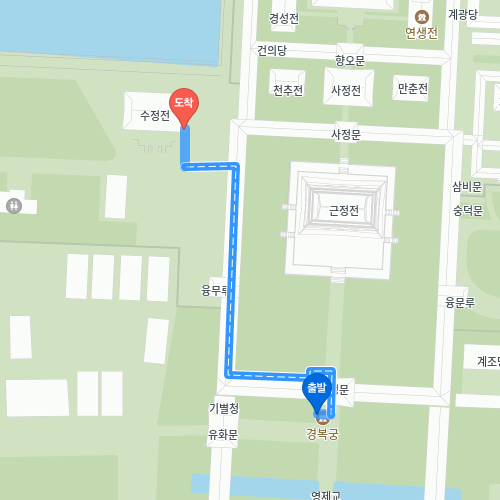 경성전
계광당
연생전
건의당
향오문
천추전
사정전
만춘전
도착
수정전
사정문
삼비문
근정전
숭덕문
융무루
융문루
계조당
출발
정문
기별청
유화문
경복궁
영제교